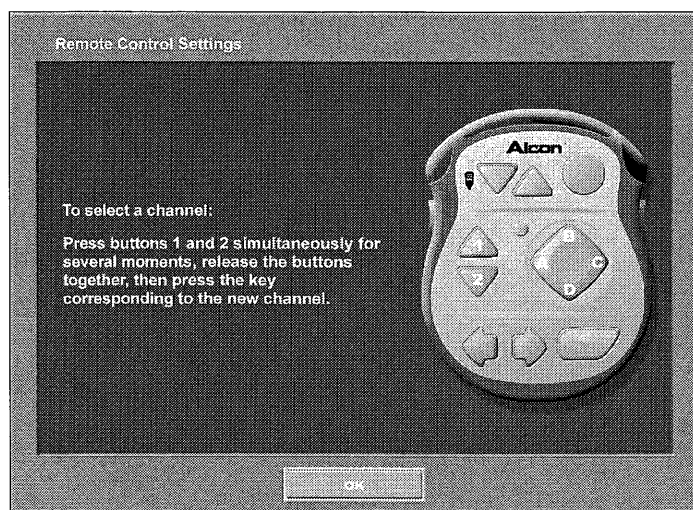 Remote Control Settings
Alcon
To select a channel:
Press buttons 1 and 2 simultaneously for
several moments, release the buttons
together, then press the key
corresponding to the new channel.
1
2
B
A
C
D
OK